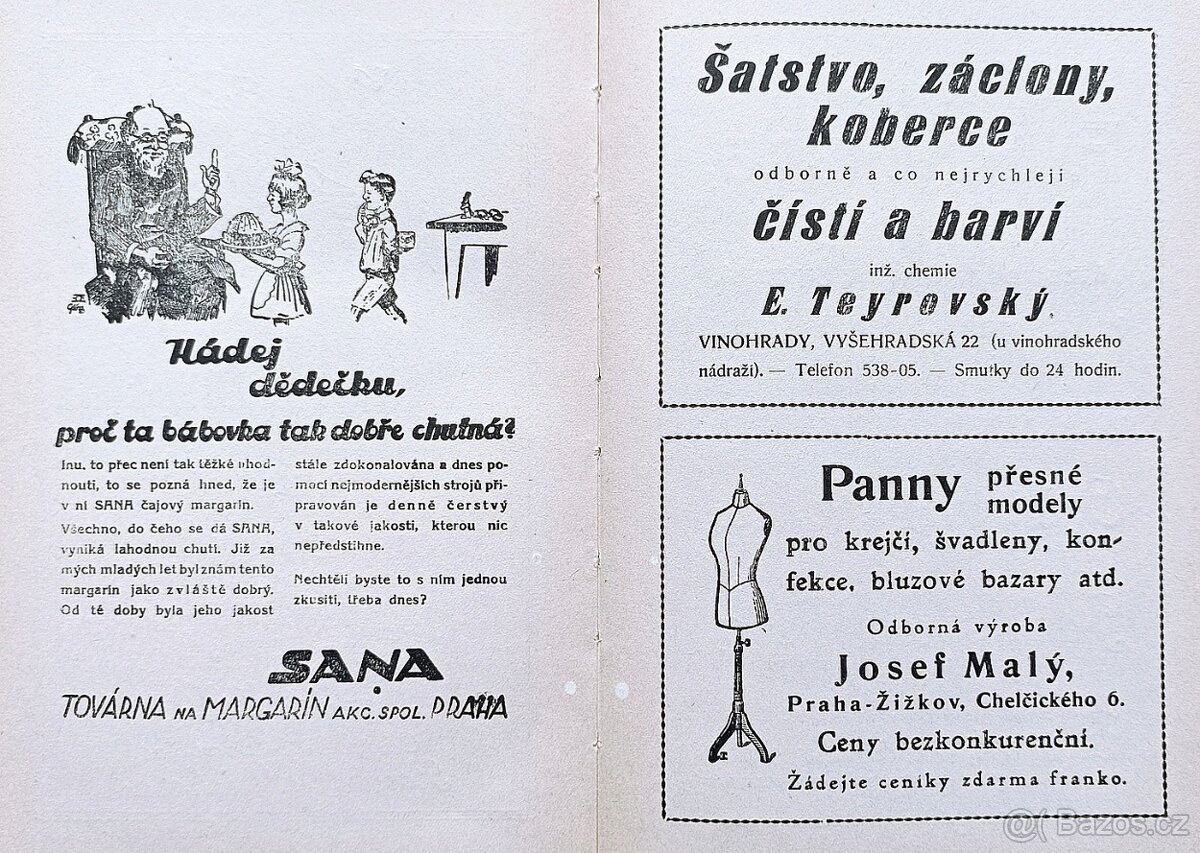 Hádej
dědečku,
proč ta bábovka tak dobře chutná?
Inu, to přec není tak těžké uhod-
nouti, to se pozná hned, že je
v ní SANA čajový margarin.
Všechno, do čeho se dá SANA,
vyniká lahodnou chutí. Již za
mých mladých let byl znám tento
margarin jako zvláště dobrý.
Od té doby byla jeho jakost
stále zdokonalována a dnes po-
mocí nejmodernějších strojů při-
pravován je denně čerstvý
v takové jakosti, kterou nic
nepředstihne.
Nechtěli byste to s ním jednou
zkusiti, třeba dnes?
SANA
TOVÁRNA NA MARGARÍN AKC. SPOL. PRAHA
Šatstvo, záclony,
koberce
odborně a co nejrychleji
čistí a barví
inž. chemie
E. Teyrovský,
VINOHRADY, VYŠEHRADSKÁ 22 (u vinohradského
nádraží). — Telefon 538-05. — Smutky do 24 hodin.
Panny přesné
modely
pro krejčí, švadleny, kon-
fekce, bluzové bazary atd.
Odborná výroba
Josef Malý,
Praha-Žižkov, Chelčického 6.
Ceny bezkonkurenční.
Žádejte ceníky zdarma franko.
@( Bazos.cz